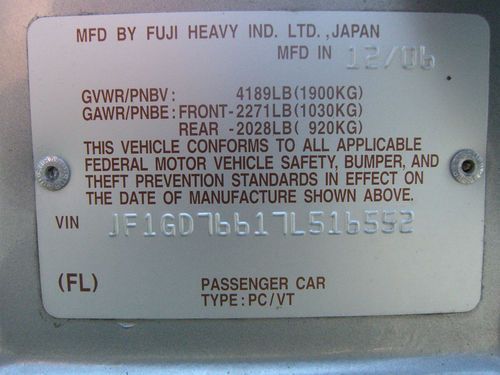 MFD BY FUJI HEAVY IND. LTD., JAPAN
MFD IN 12/06
GVWR/PNBV: 4189LB(1900KG)
GAWR/PNBE: FRONT-2271LB(1030KG)
REAR -2028LB( 920KG)
THIS VEHICLE CONFORMS TO ALL APPLICABLE
FEDERAL MOTOR VEHICLE SAFETY, BUMPER, AND
THEFT PREVENTION STANDARDS IN EFFECT ON
THE DATE OF MANUFACTURE SHOWN ABOVE.
VIN JF1GD76617L516552
(FL) PASSENGER CAR
TYPE: PC/VT